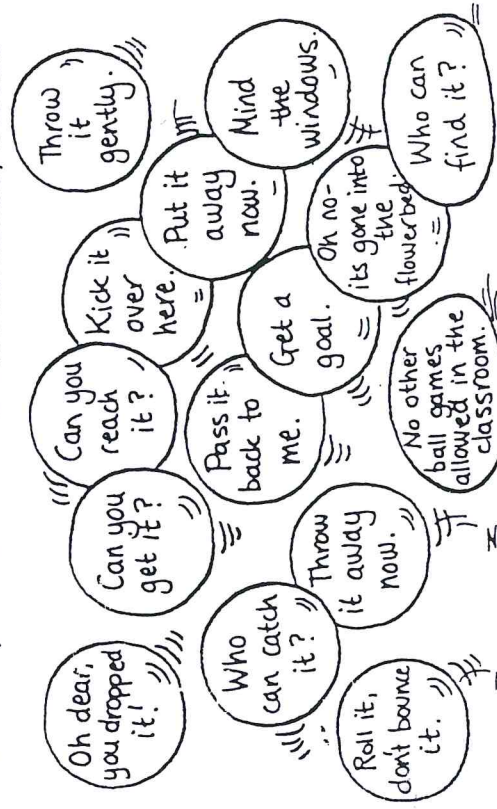 Oh dear,
you dropped
it!
Can you
get it?
Can you
reach
it?
Kick it
over
here.
Throw
it
gently.
Who
can catch
it?
Pass it
back to
me.
Put it
away
now.
Roll it,
don't bounce
it.
Throw
it away
now.
Get a
goal.
Mind
the
windows.
Oh no-
its gone into
the
flowerbed.
No other
ball games
allowed in the
classroom.
Who can
find it?